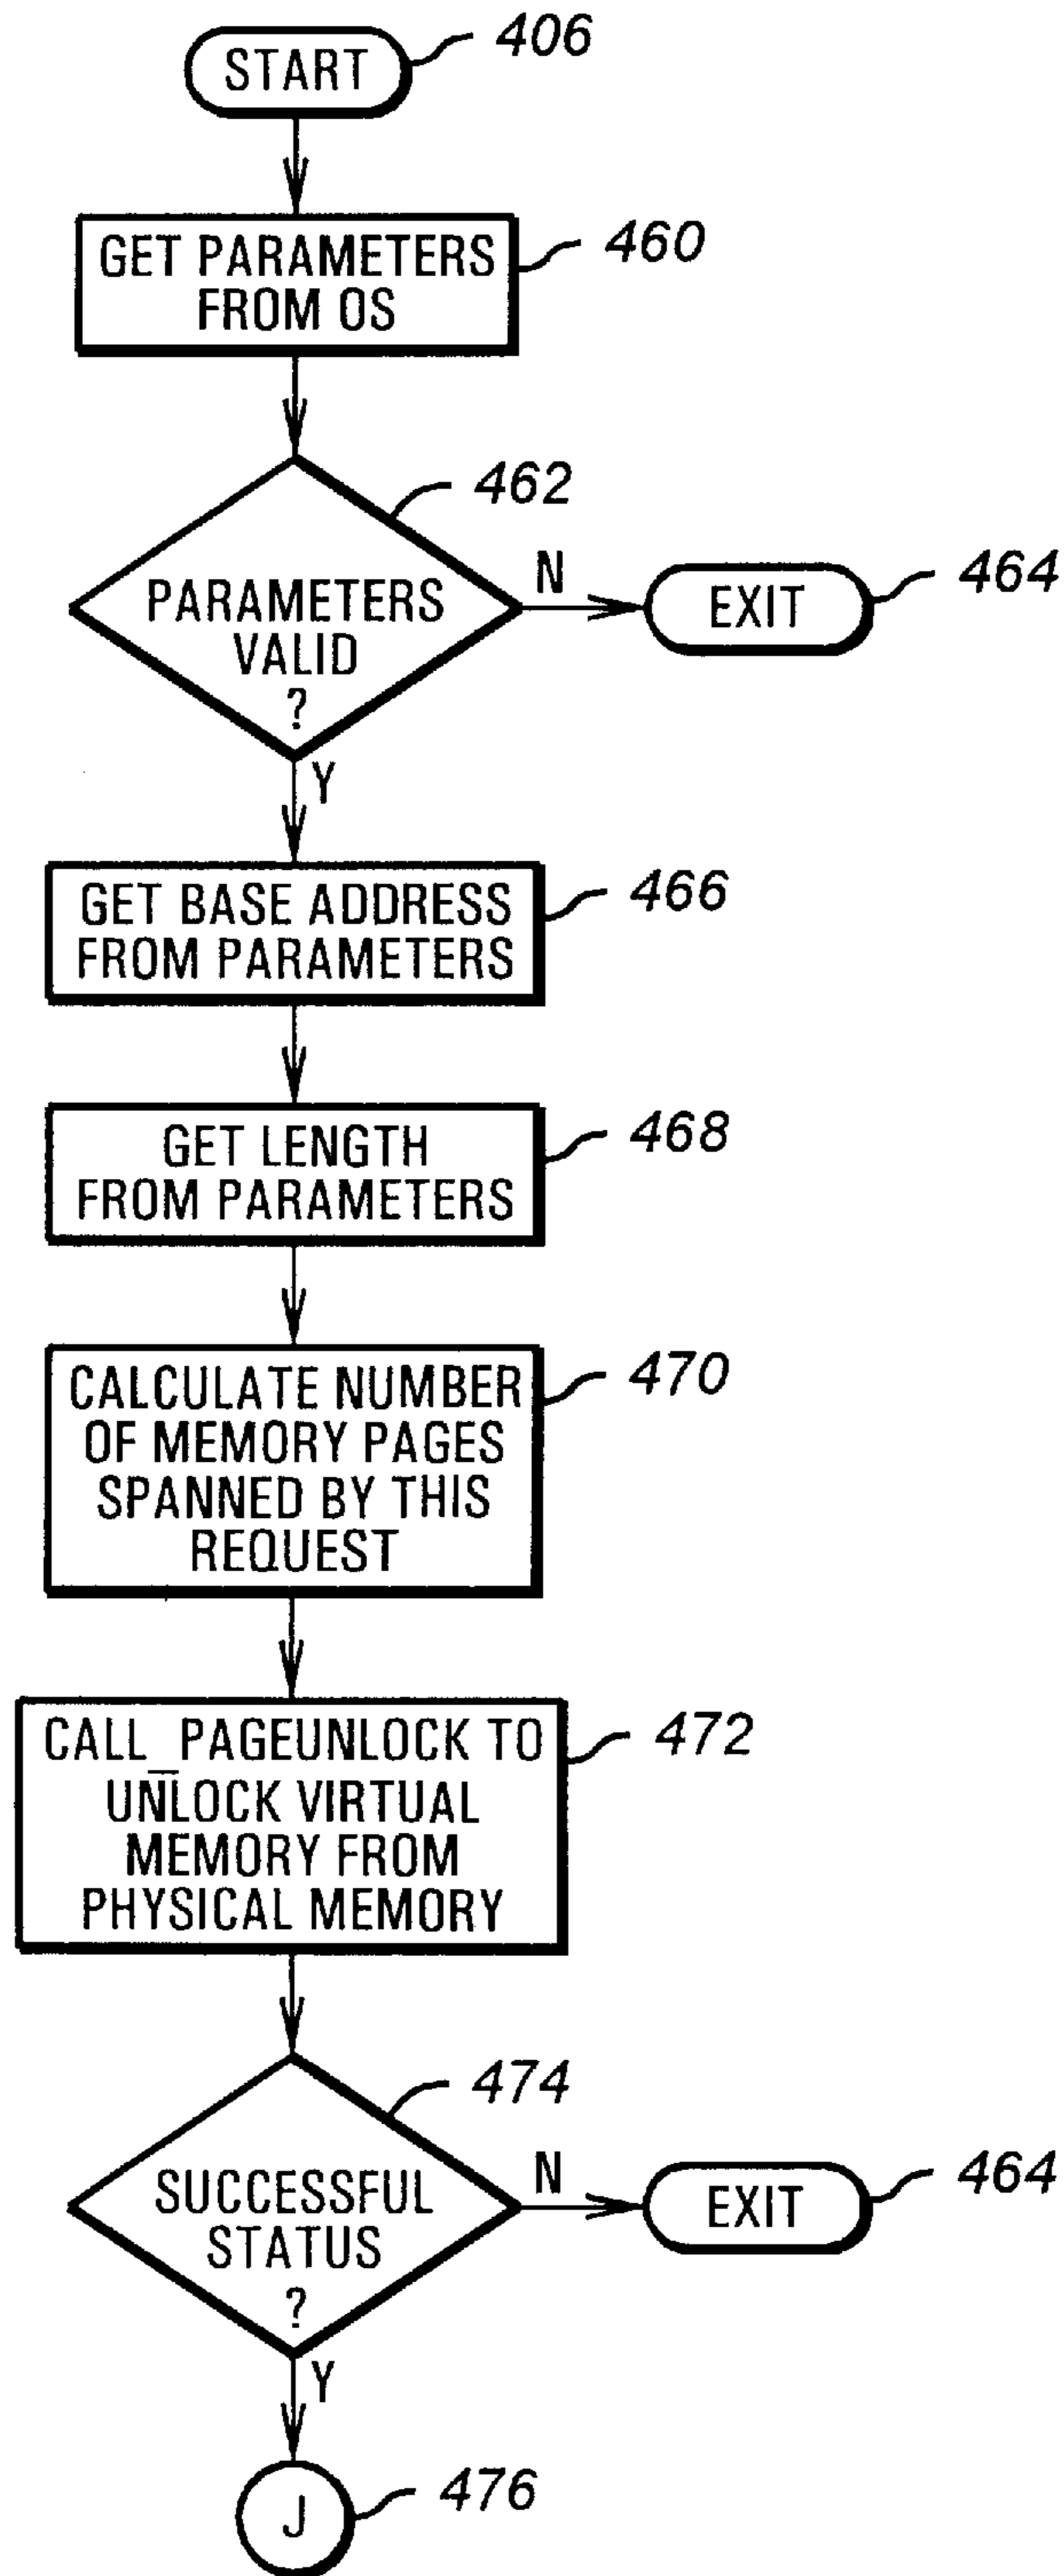 START
406
GET PARAMETERS
FROM OS
460
462
PARAMETERS
VALID
?
N
EXIT
464
Y
GET BASE ADDRESS
FROM PARAMETERS
466
GET LENGTH
FROM PARAMETERS
468
CALCULATE NUMBER
OF MEMORY PAGES
SPANNED BY THIS
REQUEST
470
CALL _PAGEUNLOCK TO
UNLOCK VIRTUAL
MEMORY FROM
PHYSICAL MEMORY
472
474
SUCCESSFUL
STATUS
?
N
EXIT
464
Y
J
476